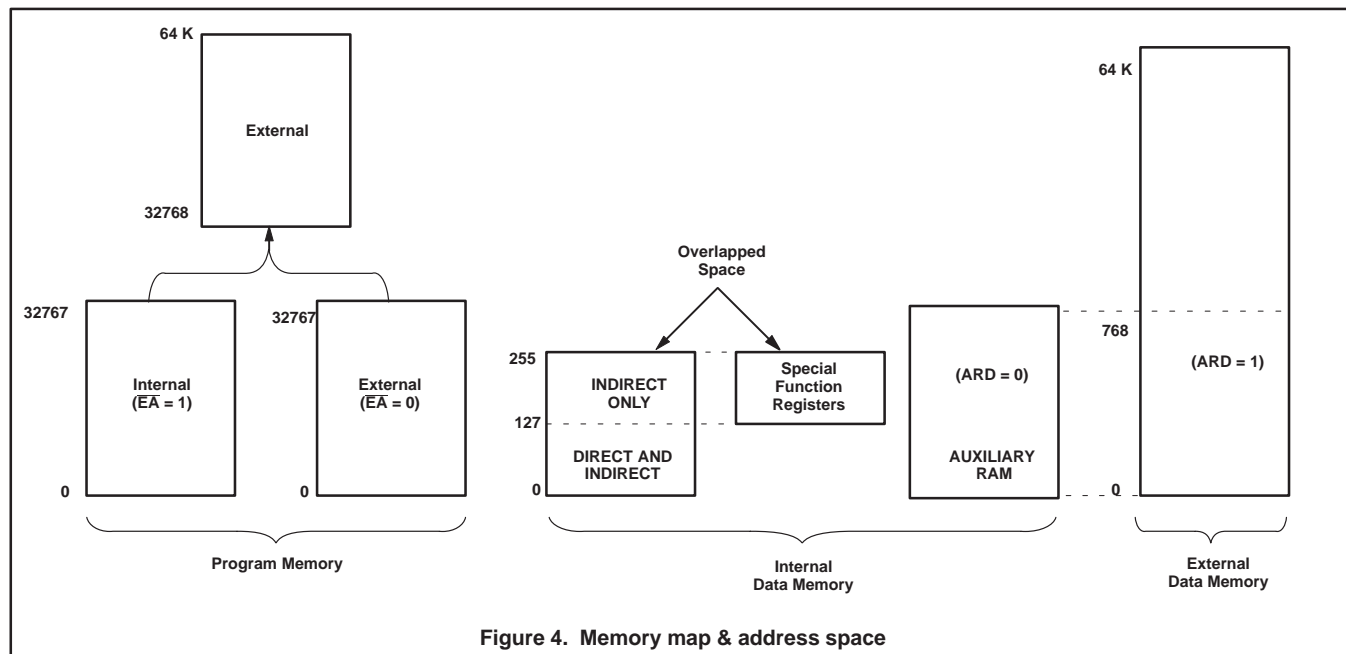 64 K
External
32768
32767
Internal
(EA = 1)
0
32767
External
(EA = 0)
0
Program Memory
Overlapped
Space
255
INDIRECT
ONLY
127
DIRECT AND
INDIRECT
0
Special
Function
Registers
(ARD = 0)
AUXILIARY
RAM
Internal
Data Memory
64 K
768
(ARD = 1)
0
External
Data Memory
Figure 4. Memory map & address space